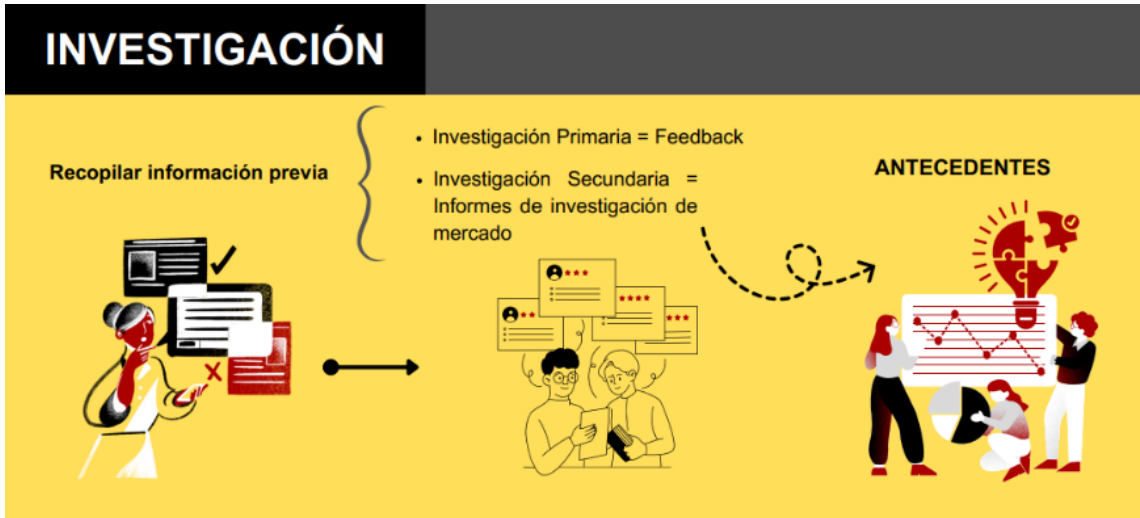 INVESTIGACIÓN
Recopilar información previa
• Investigación Primaria = Feedback
• Investigación Secundaria =
Informes de investigación de
mercado
ANTECEDENTES